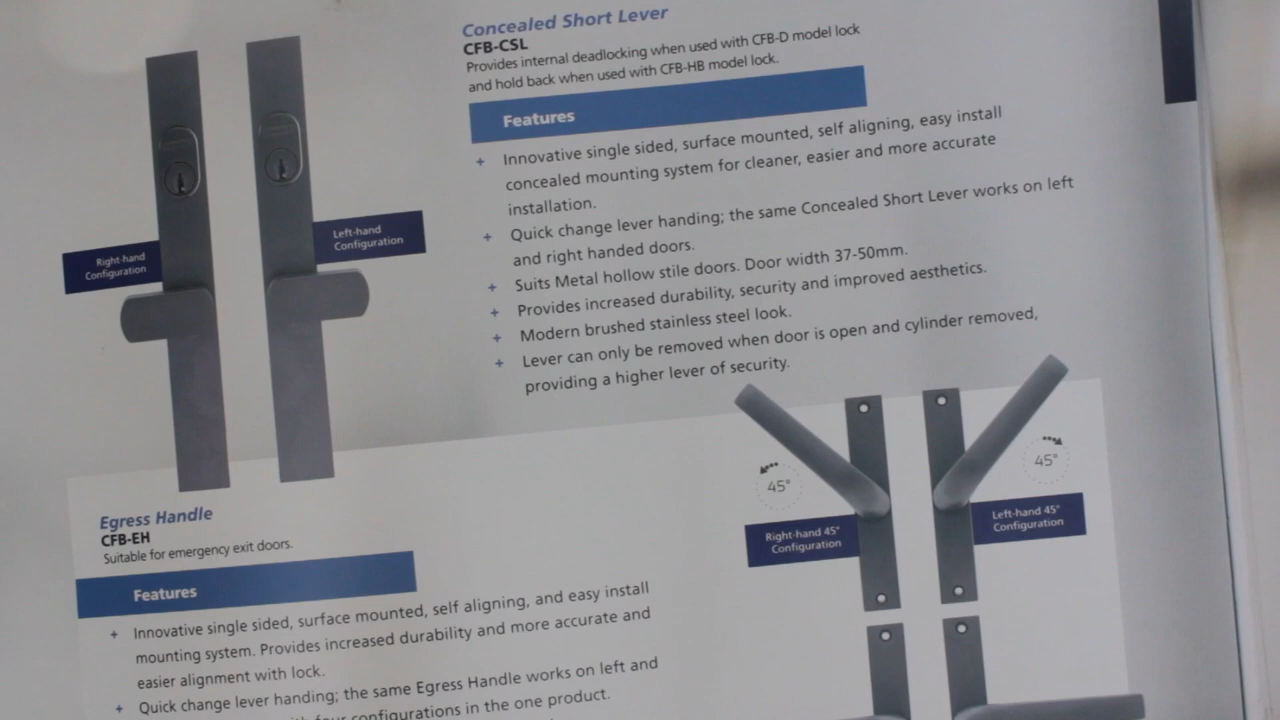 Concealed Short Lever
CFB-CSL
Provides internal deadlocking when used with CFB-D model lock
and hold back when used with CFB-HB model lock.
Features
+ Innovative single sided, surface mounted, self aligning, easy install
concealed mounting system for cleaner, easier and more accurate
installation.
+ Quick change lever handing; the same Concealed Short Lever works on left
and right handed doors.
+ Suits Metal hollow stile doors. Door width 37-50mm.
+ Provides increased durability, security and improved aesthetics.
+ Modern brushed stainless steel look.
+ Lever can only be removed when door is open and cylinder removed,
providing a higher lever of security.
Right-hand
Configuration
Left-hand
Configuration
Egress Handle
CFB-EH
Suitable for emergency exit doors.
Features
+ Innovative single sided, surface mounted, self aligning, and easy install
mounting system. Provides increased durability and more accurate and
easier alignment with lock.
+ Quick change lever handing; the same Egress Handle works on left and
four configurations in the one product.
45°
Right-hand 45°
Configuration
45°
Left-hand 45°
Configuration